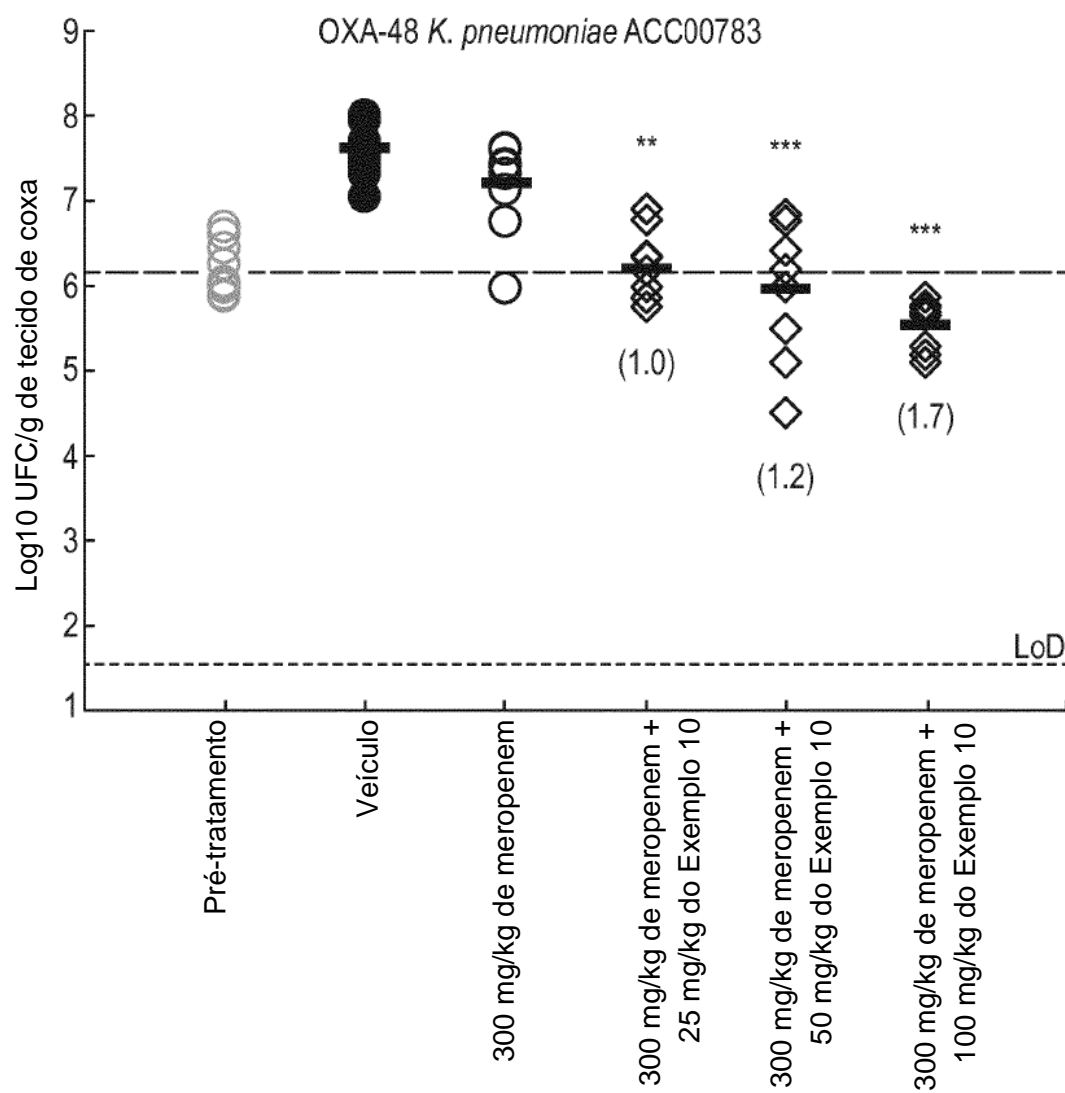 OXA-48 K. pneumoniae ACC00783
Log10 UFC/g de tecido de coxa
9
8
7
6
5
4
3
2
1
**
***
***
(1.0)
(1.2)
(1.7)
LoD
Pré-tratamento
Veículo
300 mg/kg de meropenem
300 mg/kg de meropenem +
25 mg/kg do Exemplo 10
300 mg/kg de meropenem +
50 mg/kg do Exemplo 10
300 mg/kg de meropenem +
100 mg/kg do Exemplo 10